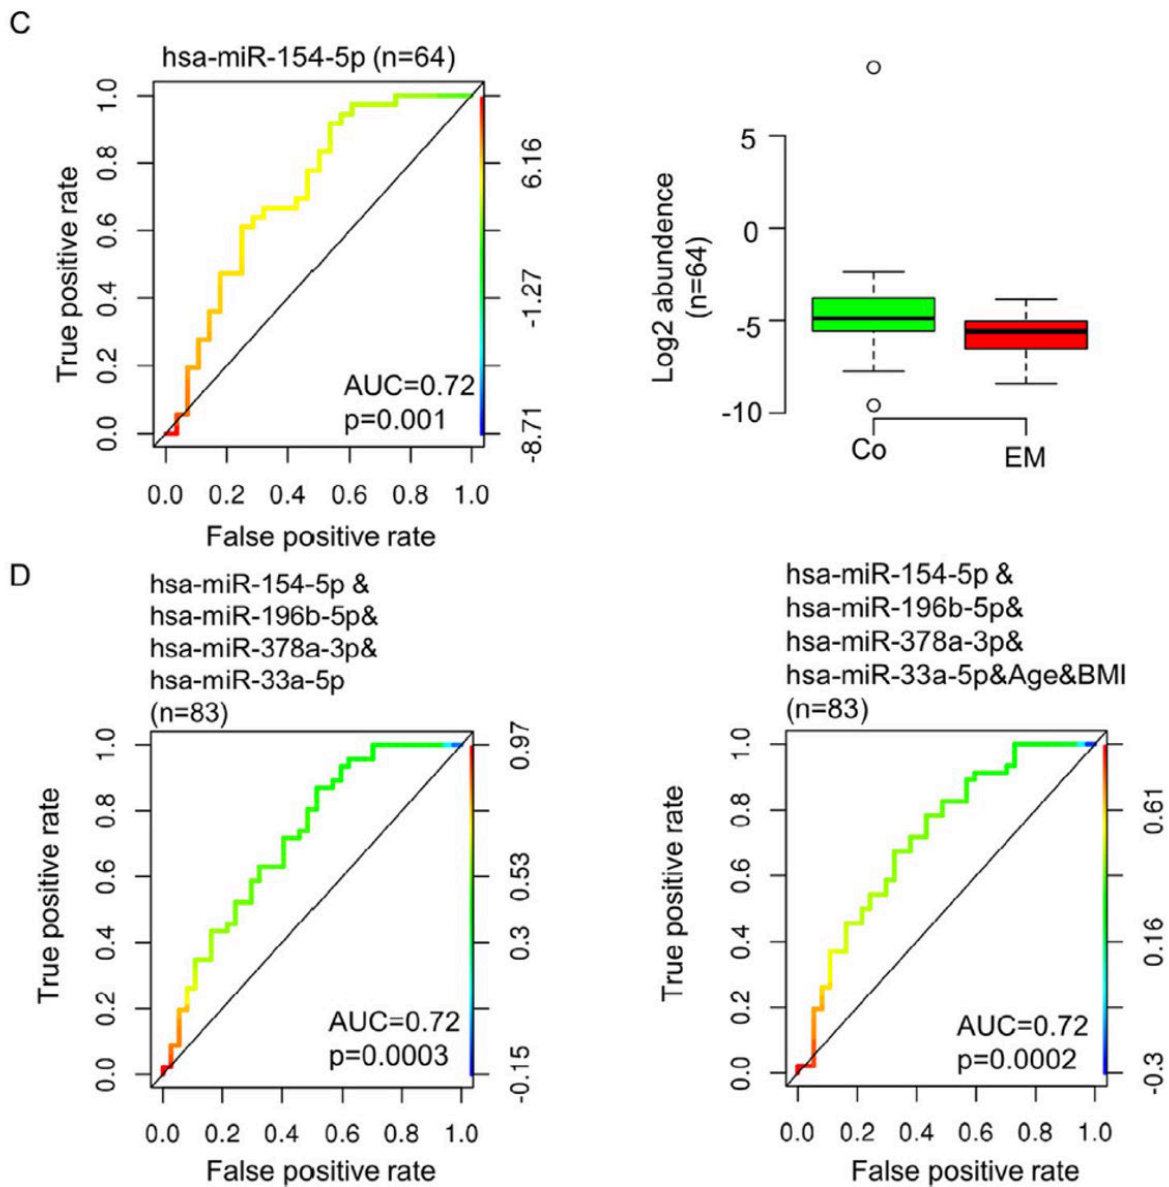 C
hsa-miR-154-5p (n=64)
True positive rate
1.0
0.8
0.6
0.4
0.2
0.0
6.16
-1.27
-8.71
AUC=0.72
p=0.001
0.0 0.2 0.4 0.6 0.8 1.0
False positive rate
Log2 abundence
(n=64)
5
0
-5
-10
Co
EM
D
hsa-miR-154-5p &
hsa-miR-196b-5p&
hsa-miR-378a-3p&
hsa-miR-33a-5p
(n=83)
True positive rate
1.0
0.8
0.6
0.4
0.2
0.0
0.97
0.53
0.3
-0.15
AUC=0.72
p=0.0003
0.0 0.2 0.4 0.6 0.8 1.0
False positive rate
hsa-miR-154-5p &
hsa-miR-196b-5p&
hsa-miR-378a-3p&
hsa-miR-33a-5p&Age&BMI
(n=83)
True positive rate
1.0
0.8
0.6
0.4
0.2
0.0
0.61
0.16
-0.3
AUC=0.72
p=0.0002
0.0 0.2 0.4 0.6 0.8 1.0
False positive rate